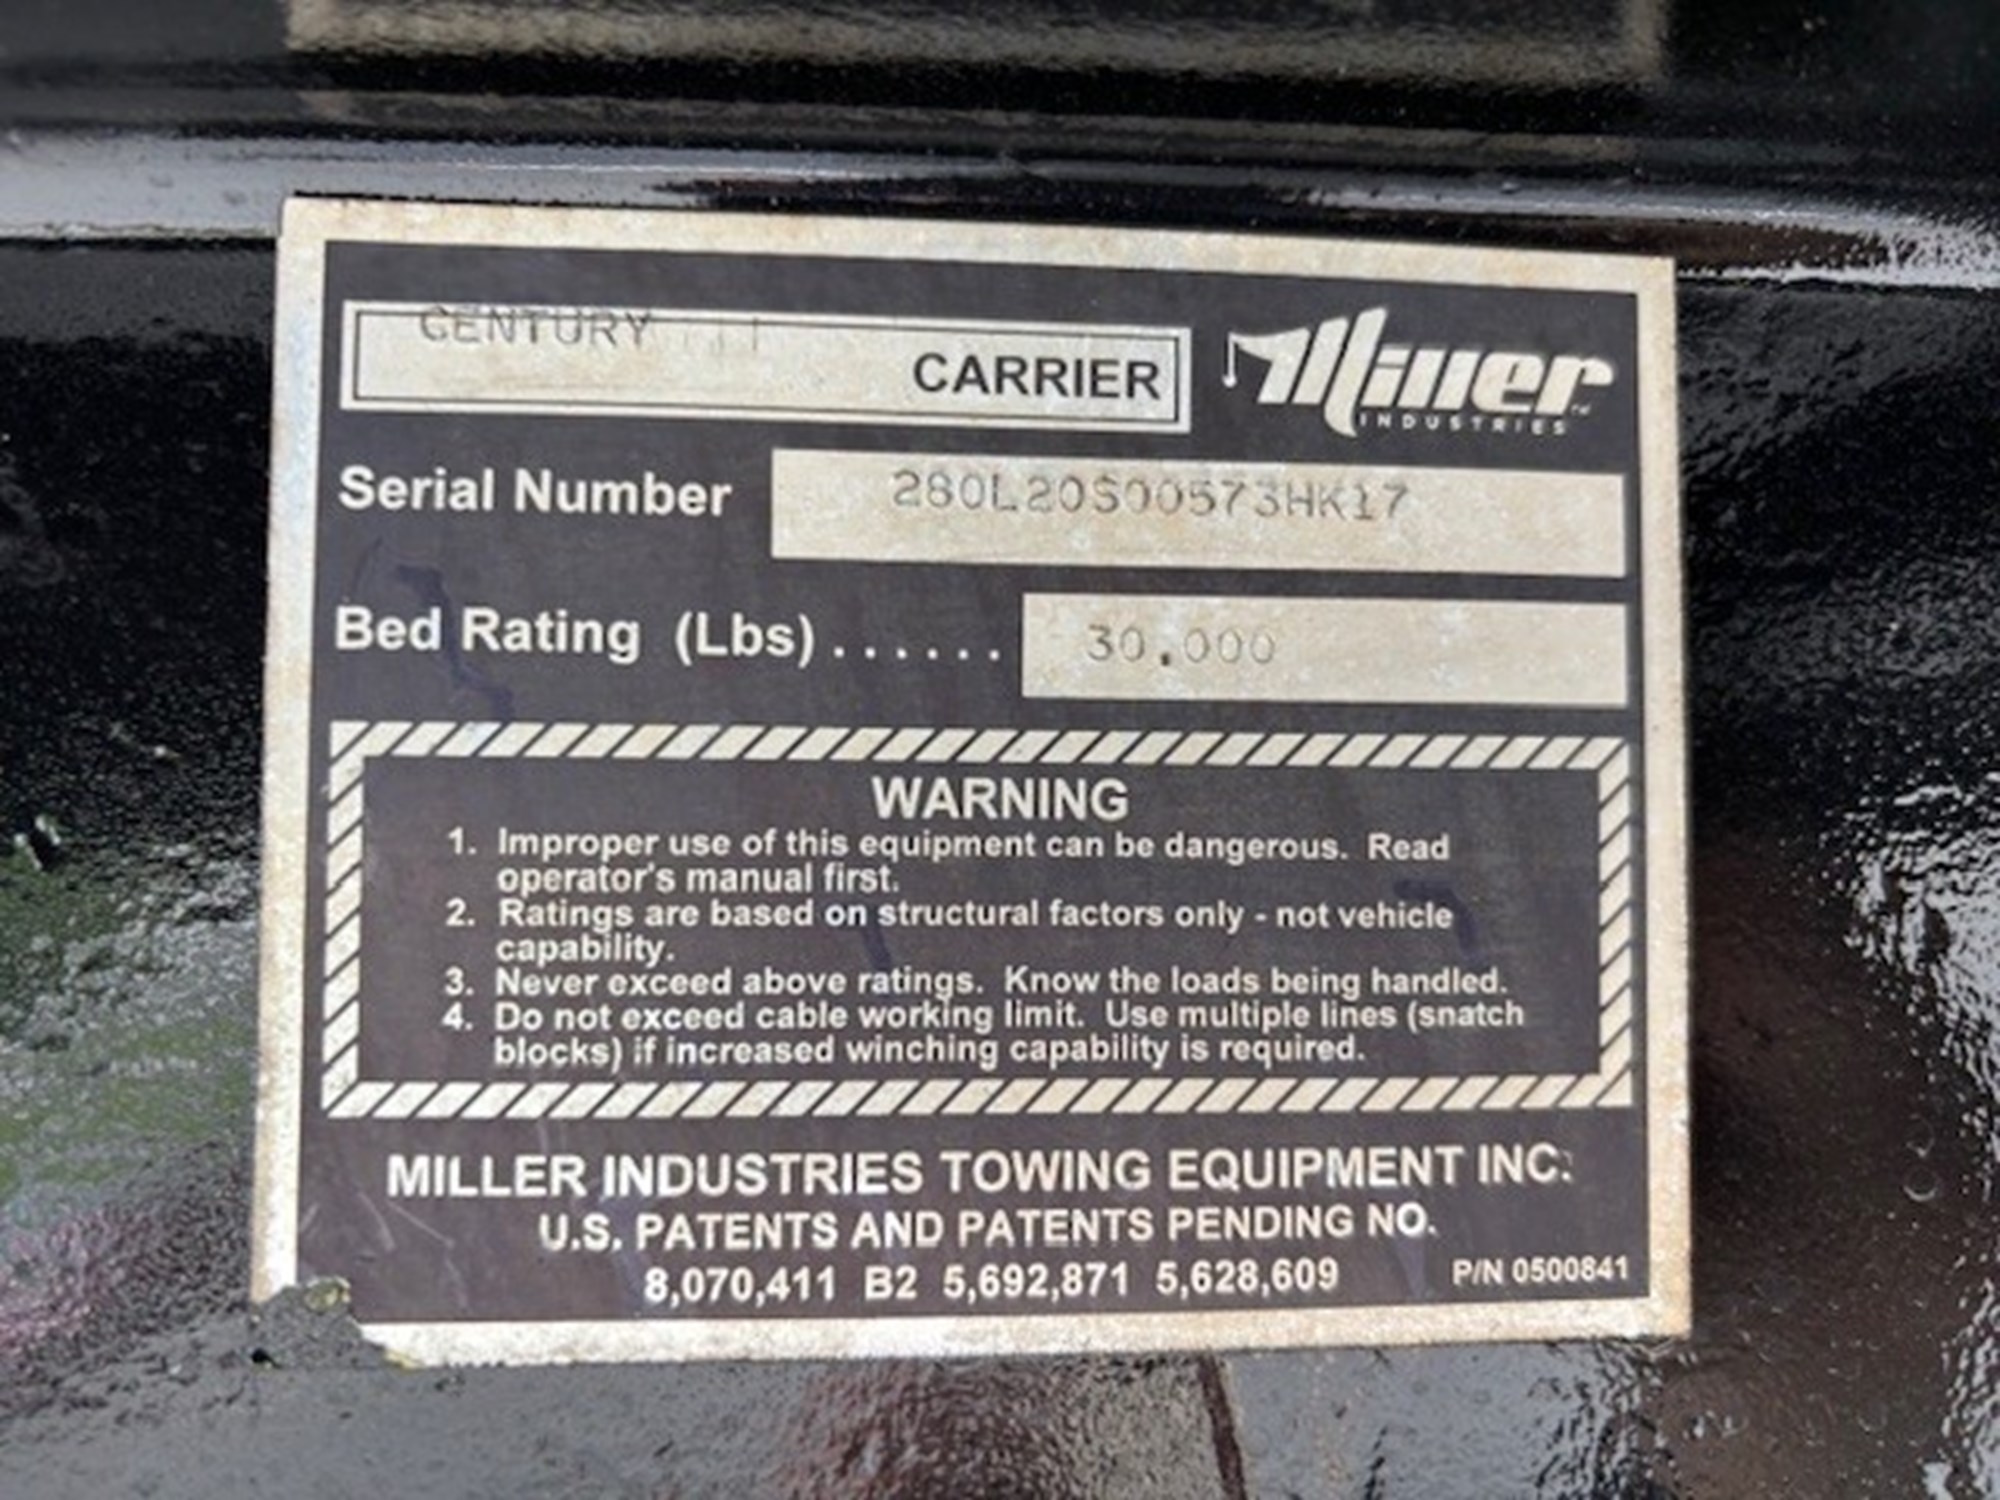 CENTURY
CARRIER
Miller
INDUSTRIES
Serial Number 280L20S00573HK17
Bed Rating (Lbs) ...... 30,000
WARNING
1. Improper use of this equipment can be dangerous. Read
operator's manual first.
2. Ratings are based on structural factors only - not vehicle
capability.
3. Never exceed above ratings. Know the loads being handled.
4. Do not exceed cable working limit. Use multiple lines (snatch
blocks) if increased winching capability is required.
MILLER INDUSTRIES TOWING EQUIPMENT INC.
U.S. PATENTS AND PATENTS PENDING NO.
8,070,411 B2 5,692,871 5,628,609 P/N 0500841